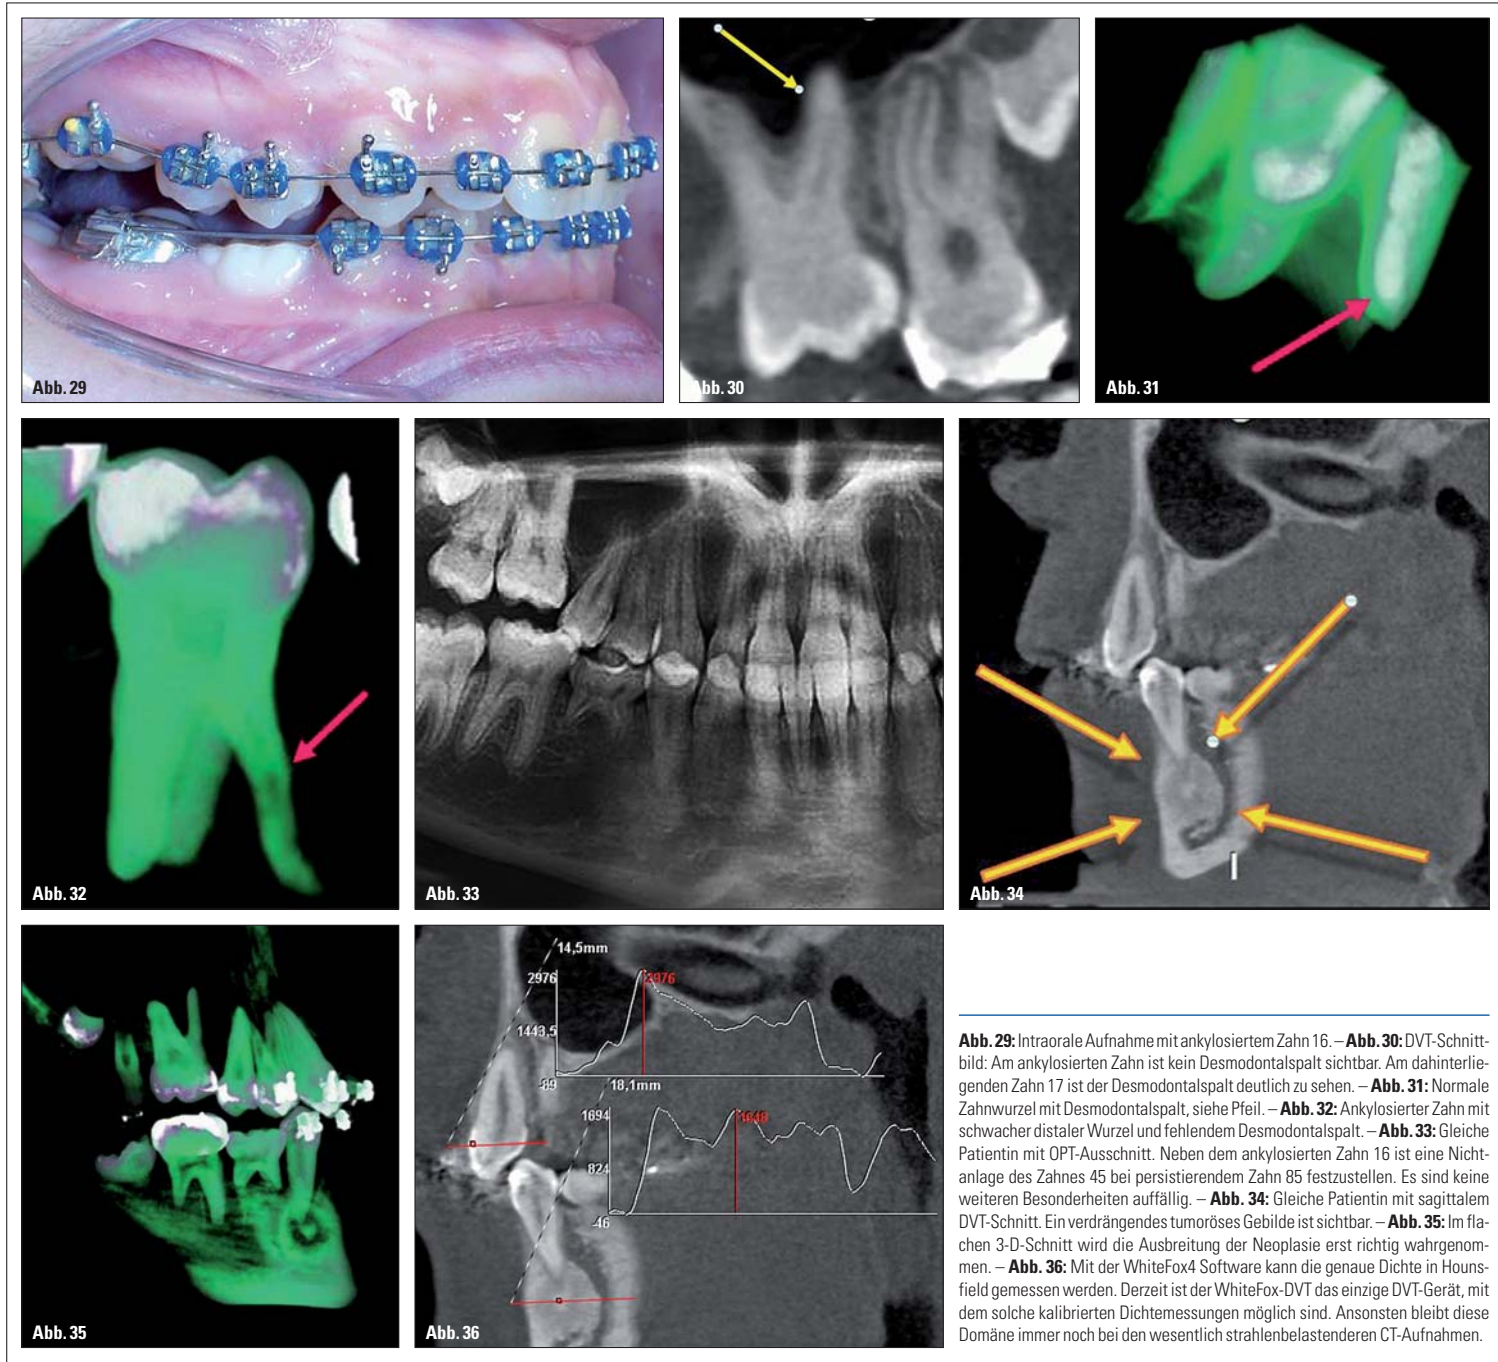 Abb. 29
Abb. 30
Abb. 31
Abb. 32
Abb. 33
Abb. 34
Abb. 35
14,5mm
2976
2976
1443,5
-89
18,1mm
1694
1648
824
-46
Abb. 36
Abb. 29: Intraorale Aufnahme mit ankylosiertem Zahn 16. – Abb. 30: DVT-Schnitt-
bild: Am ankylosierten Zahn ist kein Desmodontalspalt sichtbar. Am dahinterlie-
genden Zahn 17 ist der Desmodontalspalt deutlich zu sehen. – Abb. 31: Normale
Zahnwurzel mit Desmodontalspalt, siehe Pfeil. – Abb. 32: Ankylosierter Zahn mit
schwacher distaler Wurzel und fehlendem Desmodontalspalt. – Abb. 33: Gleiche
Patientin mit OPT-Ausschnitt. Neben dem ankylosierten Zahn 16 ist eine Nicht-
anlage des Zahnes 45 bei persistierendem Zahn 85 festzustellen. Es sind keine
weiteren Besonderheiten auffällig. – Abb. 34: Gleiche Patientin mit sagittalem
DVT-Schnitt. Ein verdrängendes tumoröses Gebilde ist sichtbar. – Abb. 35: Im fla-
chen 3-D-Schnitt wird die Ausbreitung der Neoplasie erst richtig wahrgenom-
men. – Abb. 36: Mit der WhiteFox4 Software kann die genaue Dichte in Houns-
field gemessen werden. Derzeit ist der WhiteFox-DVT das einzige DVT-Gerät, mit
dem solche kalibrierten Dichtemessungen möglich sind. Ansonsten bleibt diese
Domäne immer noch bei den wesentlich strahlenbelastenderen CT-Aufnahmen.